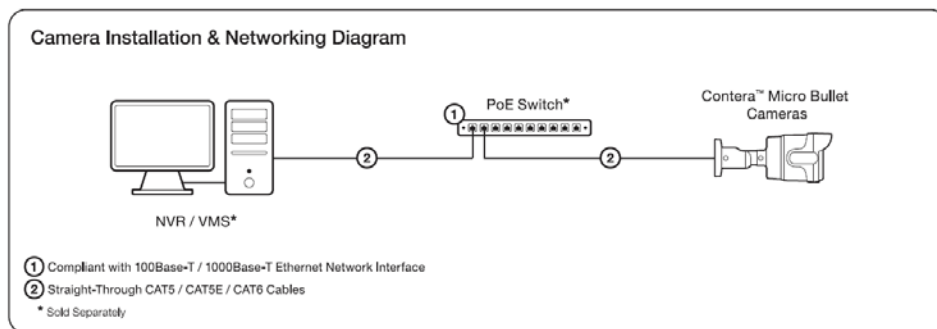 Camera Installation & Networking Diagram
1
PoE Switch*
Contera™ Micro Bullet
Cameras
2
2
NVR / VMS*
1 Compliant with 100Base-T / 1000Base-T Ethernet Network Interface
2 Straight-Through CAT5 / CAT5E / CAT6 Cables
* Sold Separately